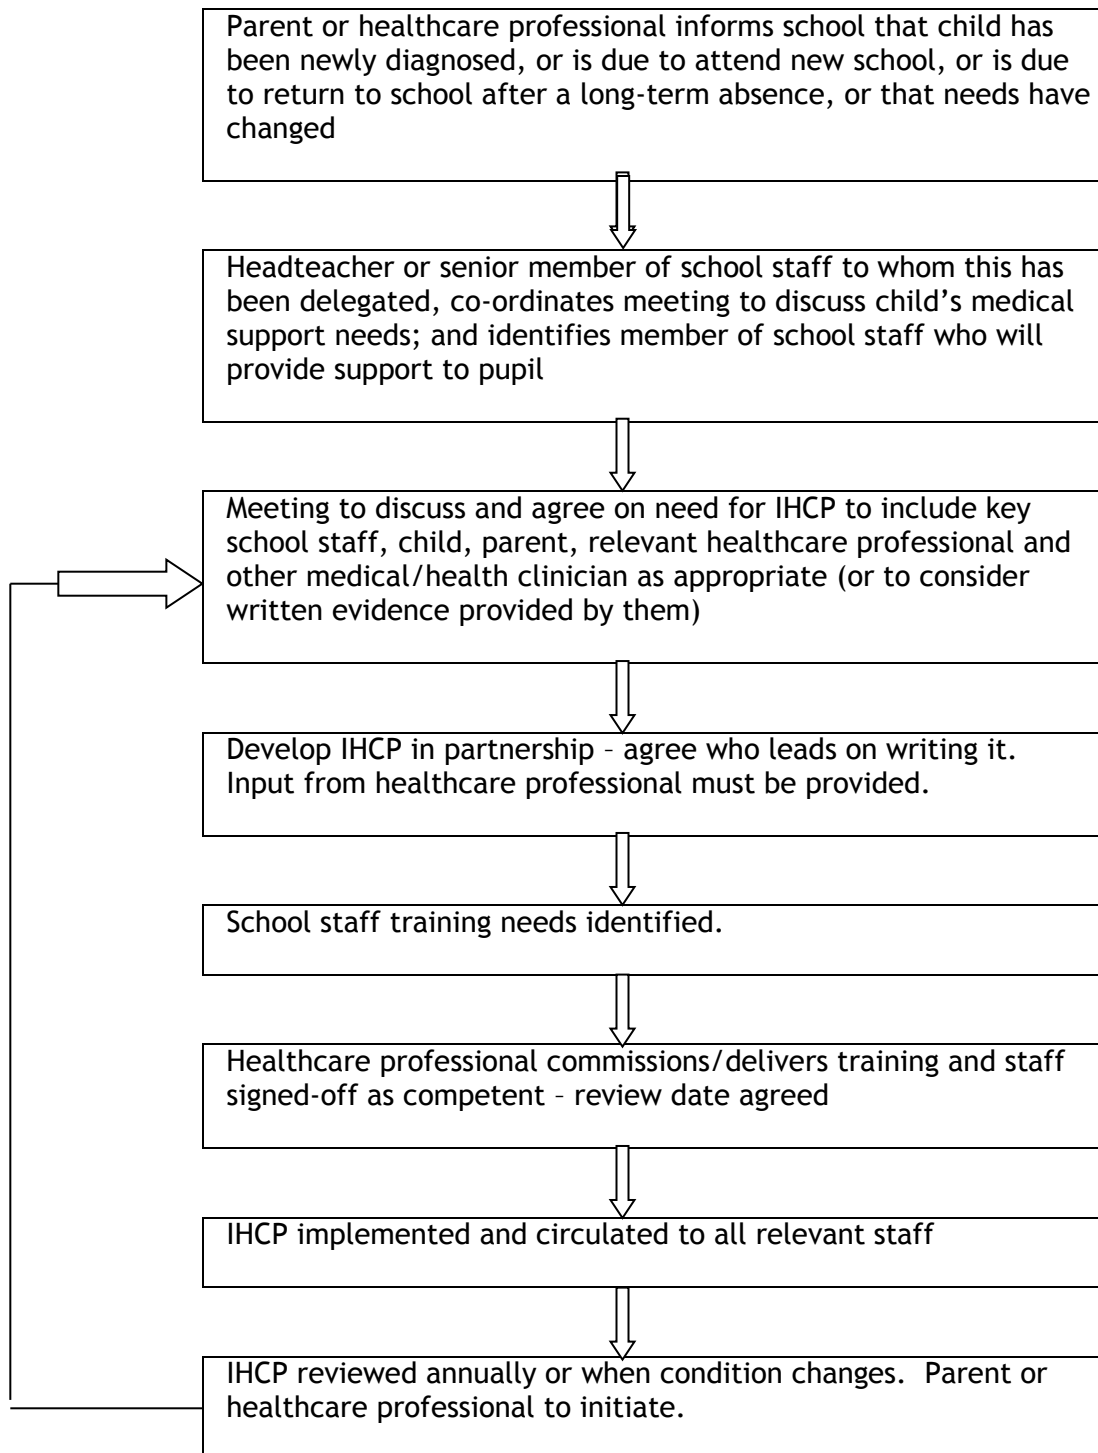 Parent or healthcare professional informs school that child has
been newly diagnosed, or is due to attend new school, or is due
to return to school after a long-term absence, or that needs have
changed
Headteacher or senior member of school staff to whom this has
been delegated, co-ordinates meeting to discuss child’s medical
support needs; and identifies member of school staff who will
provide support to pupil
Meeting to discuss and agree on need for IHCP to include key
school staff, child, parent, relevant healthcare professional and
other medical/health clinician as appropriate (or to consider
written evidence provided by them)
Develop IHCP in partnership – agree who leads on writing it.
Input from healthcare professional must be provided.
School staff training needs identified.
Healthcare professional commissions/delivers training and staff
signed-off as competent – review date agreed
IHCP implemented and circulated to all relevant staff
IHCP reviewed annually or when condition changes.  Parent or
healthcare professional to initiate.